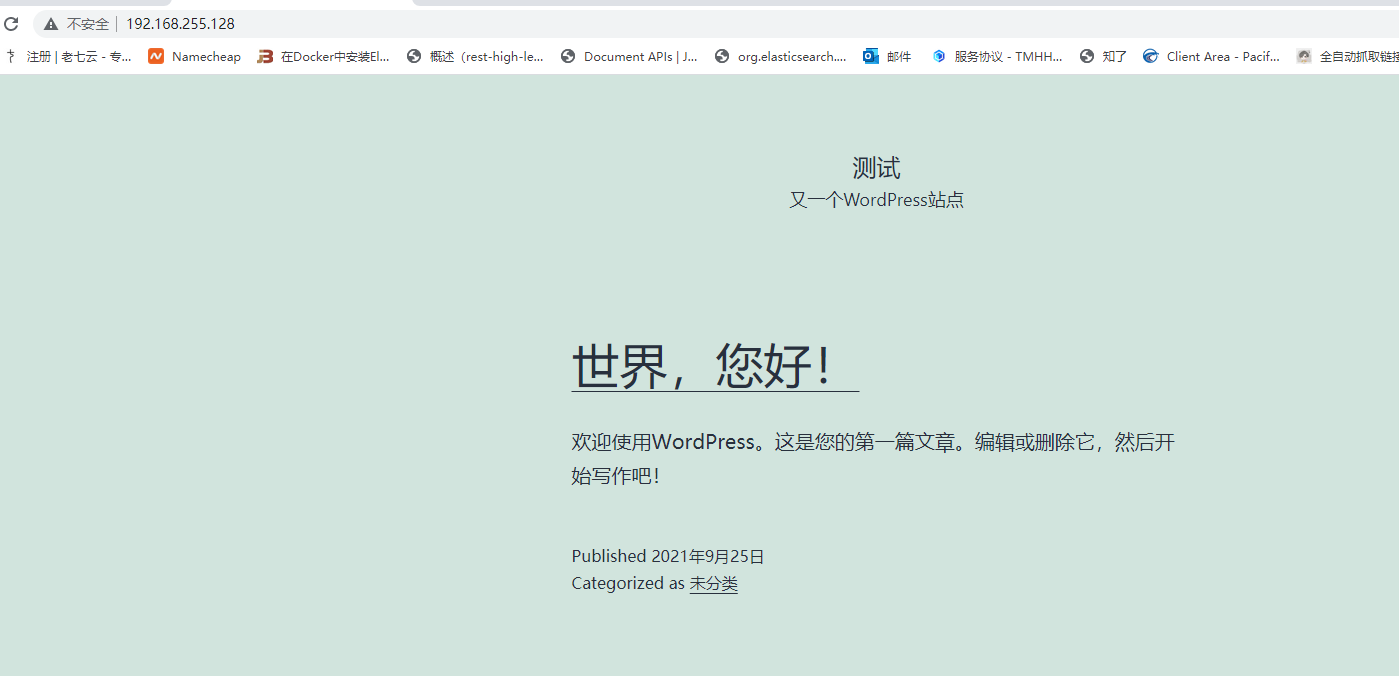 不安全 | 192.168.255.128
注册 | 老七云 - 专... Namecheap 在Docker中安装El... 概述（rest-high-le... Document APIs | J... org.elasticsearch.... 邮件 服务协议 - TMHH... 知了 Client Area - Pacif... 全自动抓取链接
测试
又一个WordPress站点
世界，您好！
欢迎使用WordPress。这是您的第一篇文章。编辑或删除它，然后开
始写作吧！
Published 2021年9月25日
Categorized as 未分类